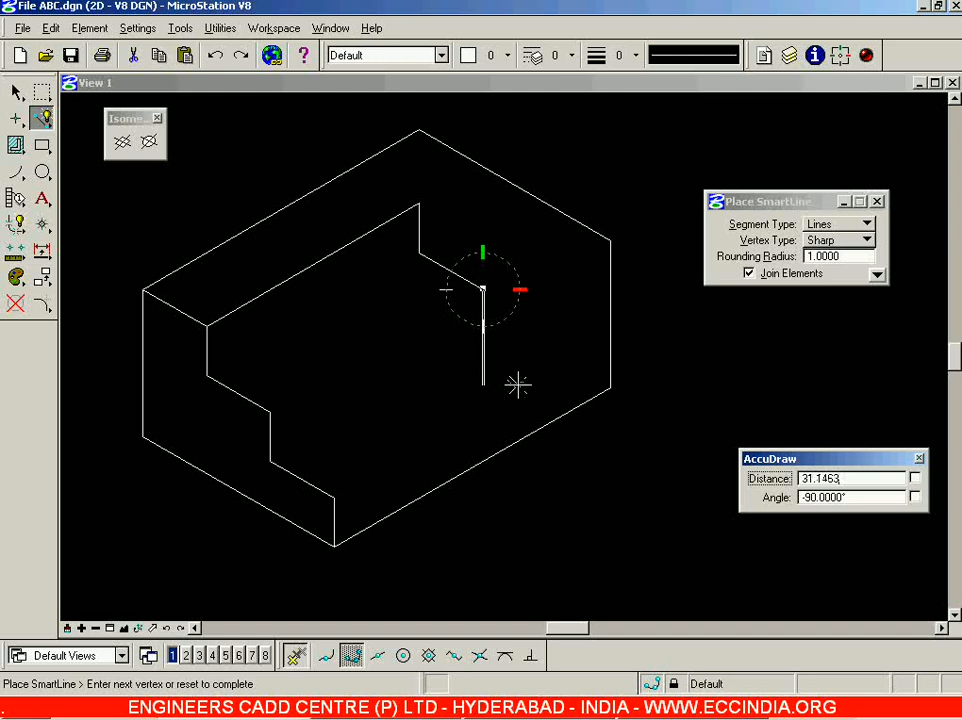 File ABC.dgn (2D - V8 DGN) - MicroStation V8
File Edit Element Settings Tools Utilities Workspace Window Help
Default 0 0 0
View 1
Isome...
Place SmartLine
Segment Type: Lines
Vertex Type: Sharp
Rounding Radius: 1.0000
Join Elements
AccuDraw
Distance: 31.1463
Angle: -90.0000°
Default Views 1 2 3 4 5 6 7 8
Place SmartLine > Enter next vertex or reset to complete Default
ENGINEERS CADD CENTRE (P) LTD - HYDERABAD - INDIA - WWW.ECCINDIA.ORG